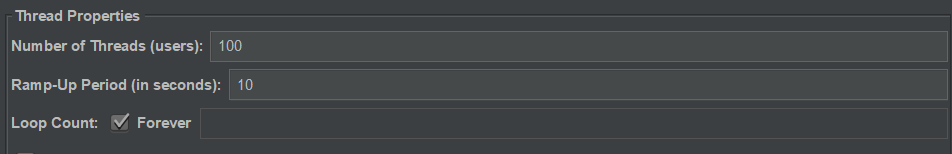 Thread Properties
Number of Threads (users): 100
Ramp-Up Period (in seconds): 10
Loop Count: Forever